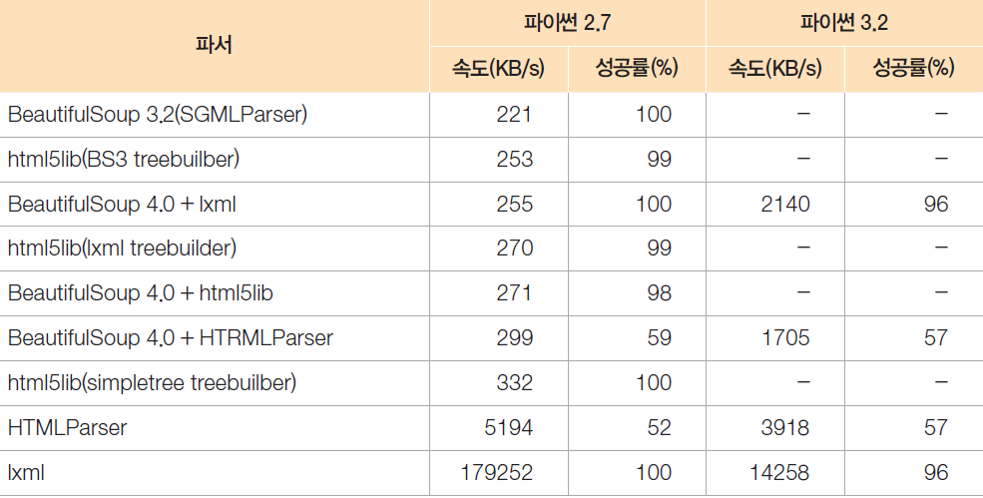 파서 파이썬 2.7 파이썬 3.2
속도(KB/s) 성공률(%) 속도(KB/s) 성공률(%)
BeautifulSoup 3.2(SGMLParser) 221 100 – –
html5lib(BS3 treebuilber) 253 99 – –
BeautifulSoup 4.0 + lxml 255 100 2140 96
html5lib(lxml treebuilder) 270 99 – –
BeautifulSoup 4.0 + html5lib 271 98 – –
BeautifulSoup 4.0 + HTRMLParser 299 59 1705 57
html5lib(simpletree treebuilber) 332 100 – –
HTMLParser 5194 52 3918 57
lxml 179252 100 14258 96